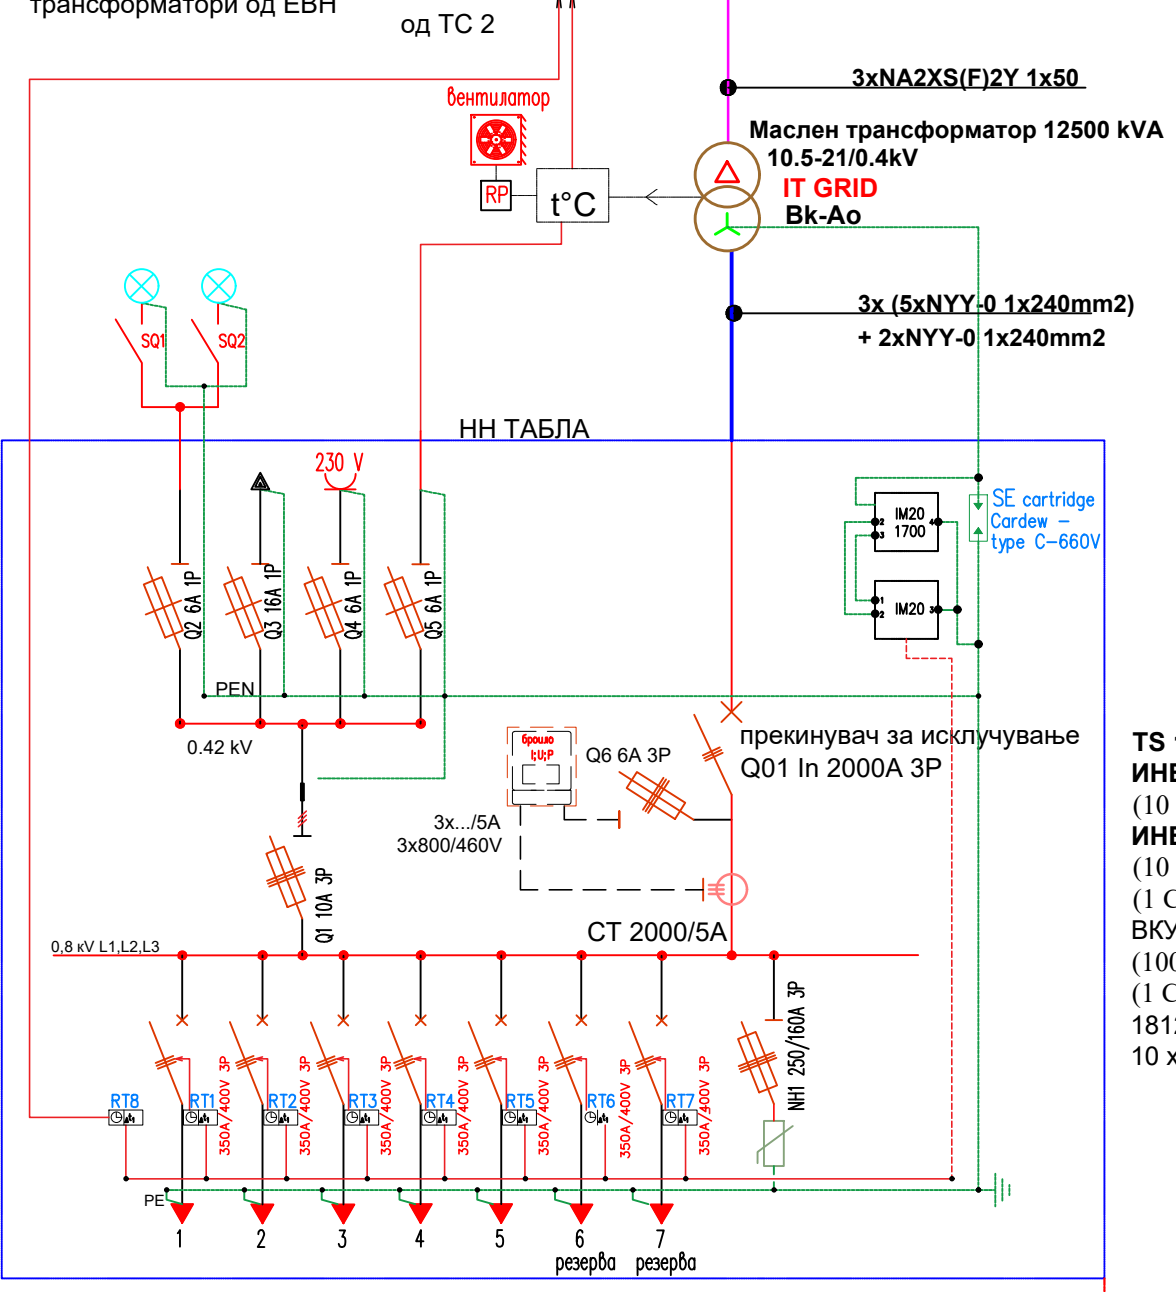 трансформатори од ЕВН
од ТС 2
3xNA2XS(F)2Y 1x50
вентилатор
Маслен трансформатор 12500 kVA
10.5-21/0.4kV
IT GRID
Bk-Ao
RP
t°C
SQ1
SQ2
3x (5xNYY-0 1x240mm2)
+ 2xNYY-0 1x240mm2
НН ТАБЛА
230 V
SE cartridge
Cardew –
type C-660V
IM20
1700
2
3
4
IM20
1
2
3
Q2 6A 1P
Q3 16A 1P
Q4 6A 1P
Q5 6A 1P
PEN
0.42 kV
броило
I;U;P
Q6 6A 3P
прекинувач за исклучување
Q01 In 2000A 3P
3x.../5A
3x800/460V
Q1 10A 3P
CT 2000/5A
0,8 кV L1,L2,L3
NH1 250/160A 3P
RT8
RT1
350A/400V 3P
RT2
350A/400V 3P
RT3
350A/400V 3P
RT4
350A/400V 3P
RT5
350A/400V 3P
RT6
350A/400V 3P
RT7
350A/400V 3P
PE
1
2
3
4
5
6
7
резерва
резерва
TS
ИНЕ
(10
ИНЕ
(10
(1 C
ВКУ
(100
(1 C
181
10 x